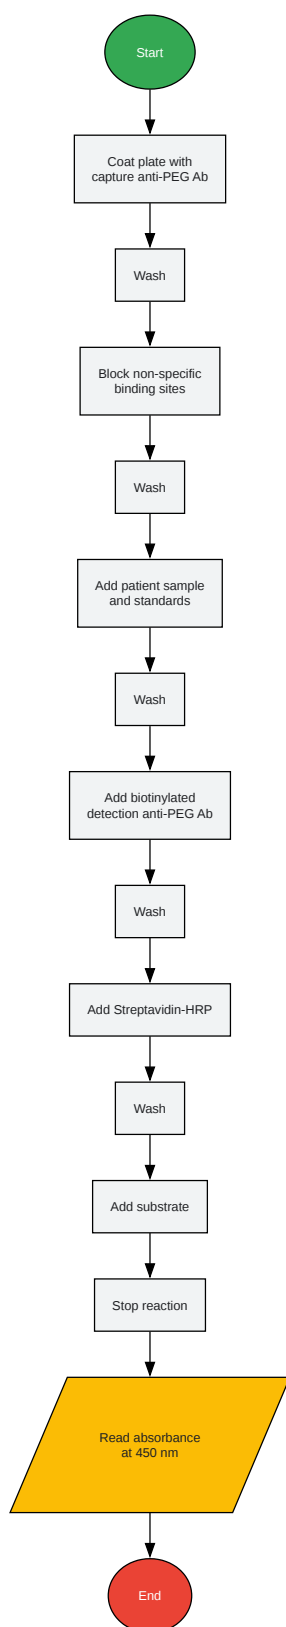 Start
Coat plate with
capture anti-PEG Ab
Wash
Block non-specific
binding sites
Wash
Add patient sample
and standards
Wash
Add biotinylated
detection anti-PEG Ab
Wash
Add Streptavidin-HRP
Wash
Add substrate
Stop reaction
Read absorbance
at 450 nm
End